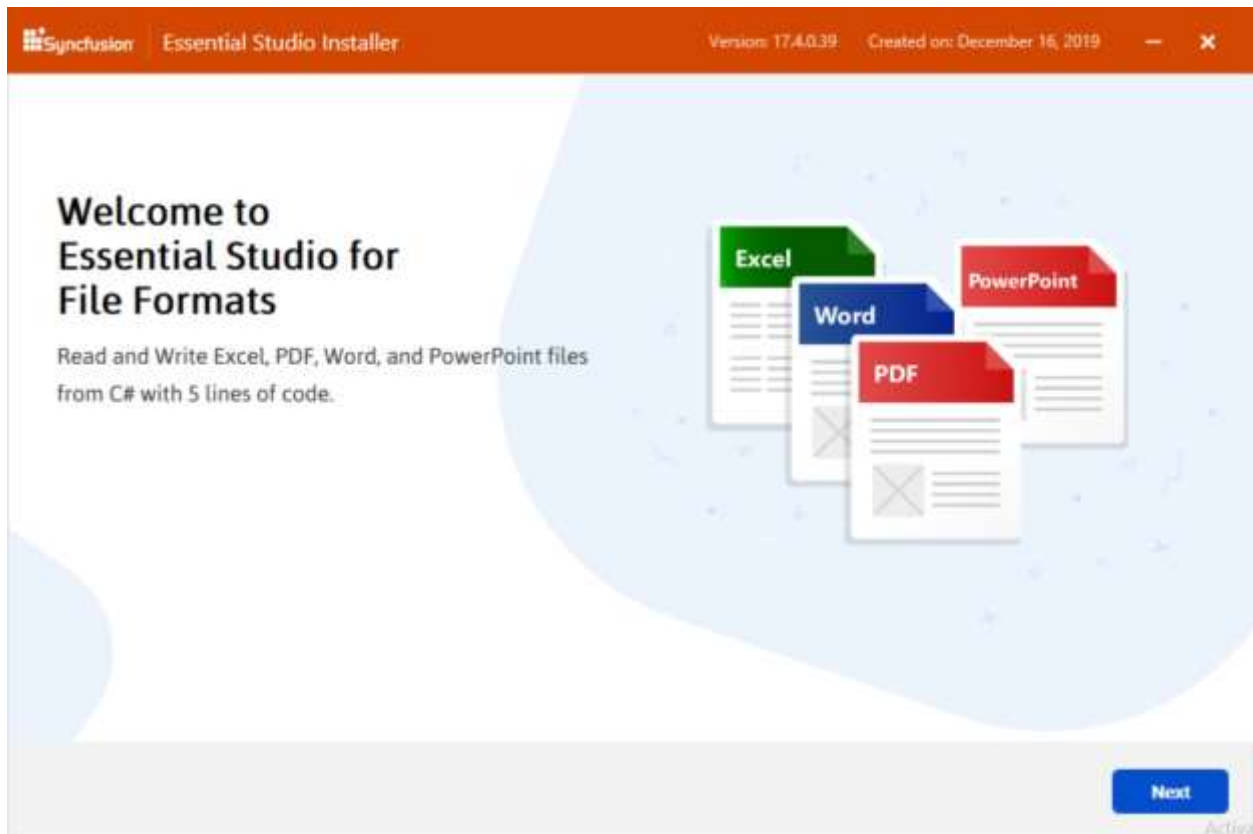 Syncfusion Essential Studio Installer Version: 17.4.0.39 Created on: December 16, 2019
Welcome to
Essential Studio for
File Formats
Read and Write Excel, PDF, Word, and PowerPoint files
from C# with 5 lines of code.
Excel
PowerPoint
Word
PDF
Next